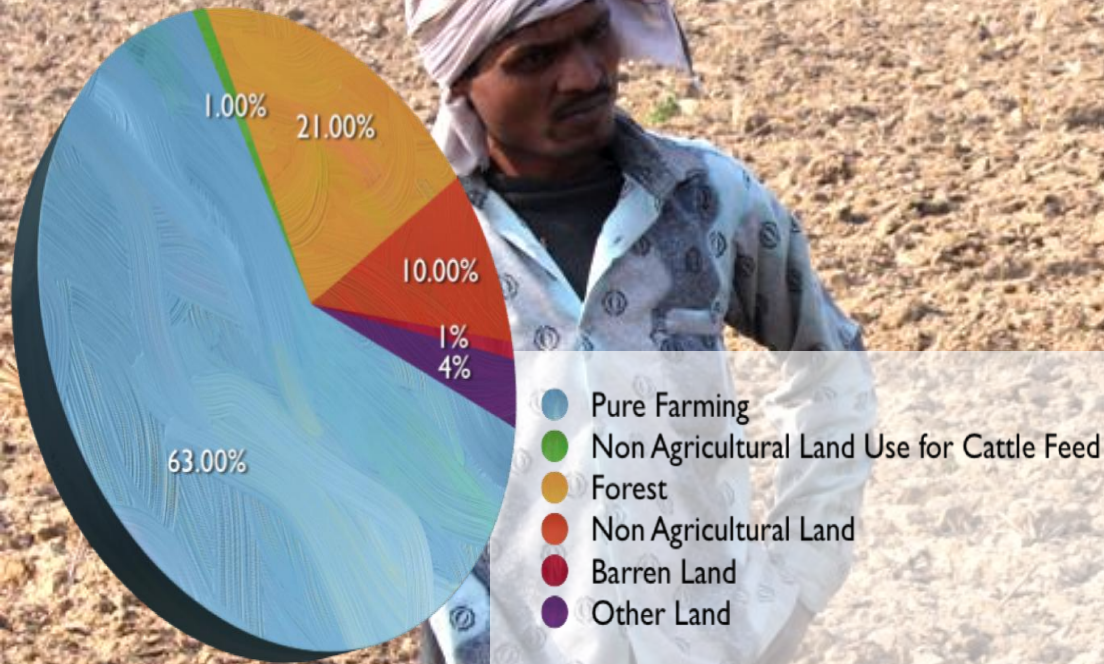 1.00%
21.00%
10.00%
1%
4%
63.00%
Pure Farming
Non Agricultural Land Use for Cattle Feed
Forest
Non Agricultural Land
Barren Land
Other Land